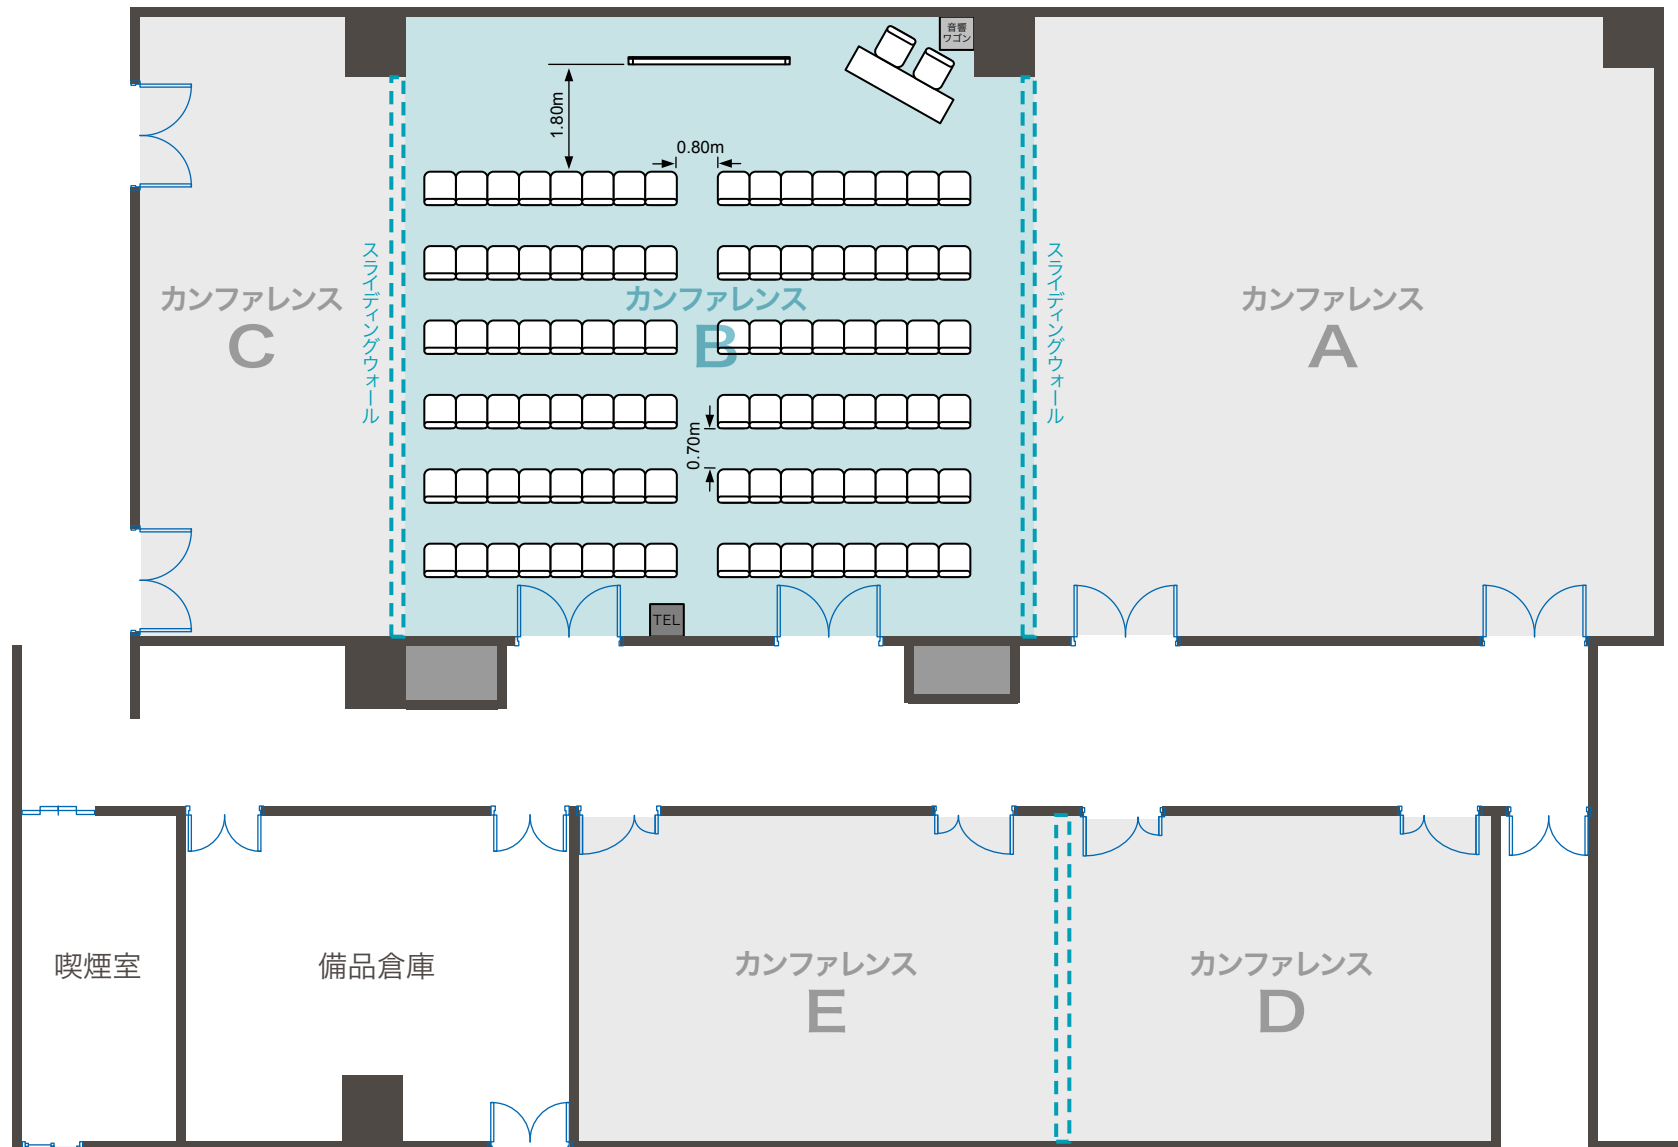 音響
ワゴン
1.80m
0.80m
スライディングウォール
スライディングウォール
カンファレンス
C
カンファレンス
B
カンファレンス
A
0.70m
TEL
喫煙室
備品倉庫
カンファレンス
E
カンファレンス
D